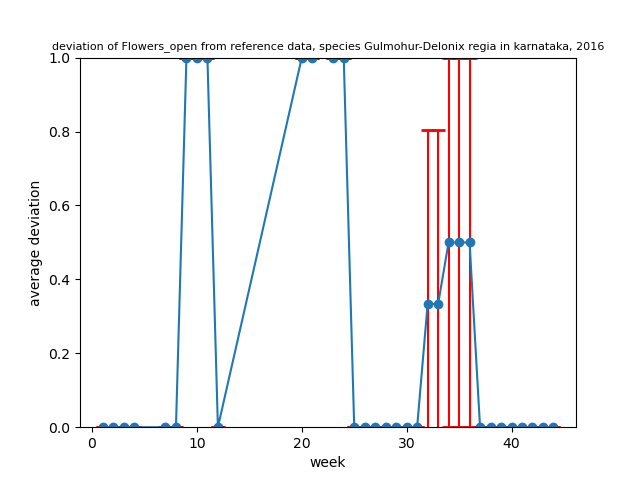 deviation of Flowers_open from reference data, species Gulmohur-Delonix regia in karnataka, 2016
1.0
0.8
0.6
0.4
0.2
0.0
average deviation
0 10 20 30 40
week